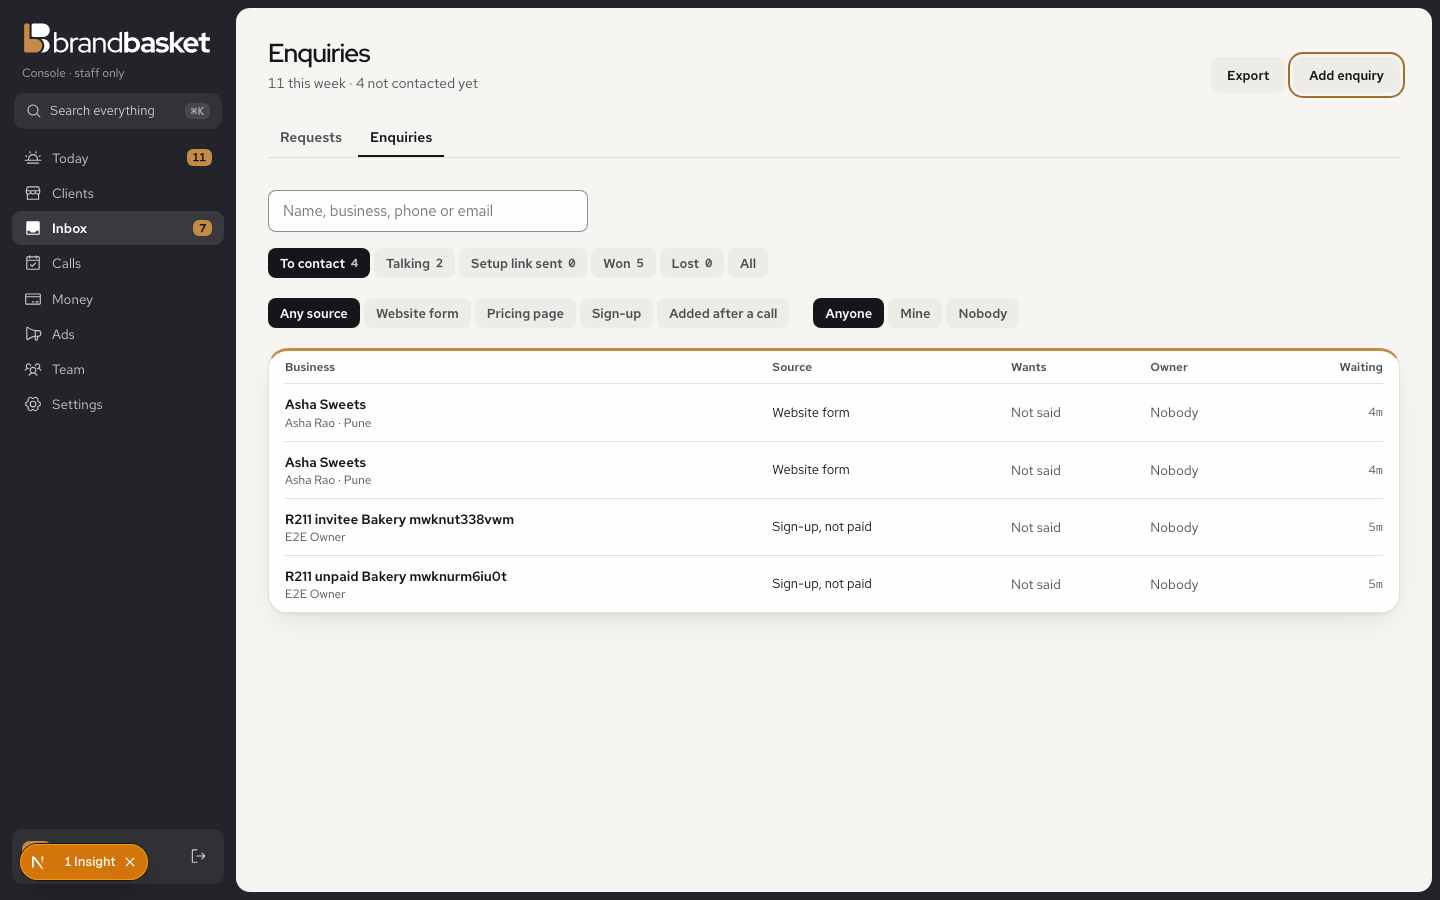 brandbasket
Console · staff only
Search everything ⌘K
Today 11
Clients
Inbox 7
Calls
Money
Ads
Team
Settings
1 Insight
Enquiries
11 this week · 4 not contacted yet
Export Add enquiry
Requests Enquiries
Name, business, phone or email
To contact 4 Talking 2 Setup link sent 0 Won 5 Lost 0 All
Any source Website form Pricing page Sign-up Added after a call Anyone Mine Nobody
Business Source Wants Owner Waiting
Asha Sweets
Asha Rao · Pune
Website form Not said Nobody 4m
Asha Sweets
Asha Rao · Pune
Website form Not said Nobody 4m
R211 invitee Bakery mwknut338vwm
E2E Owner
Sign-up, not paid Not said Nobody 5m
R211 unpaid Bakery mwknurm6iu0t
E2E Owner
Sign-up, not paid Not said Nobody 5m